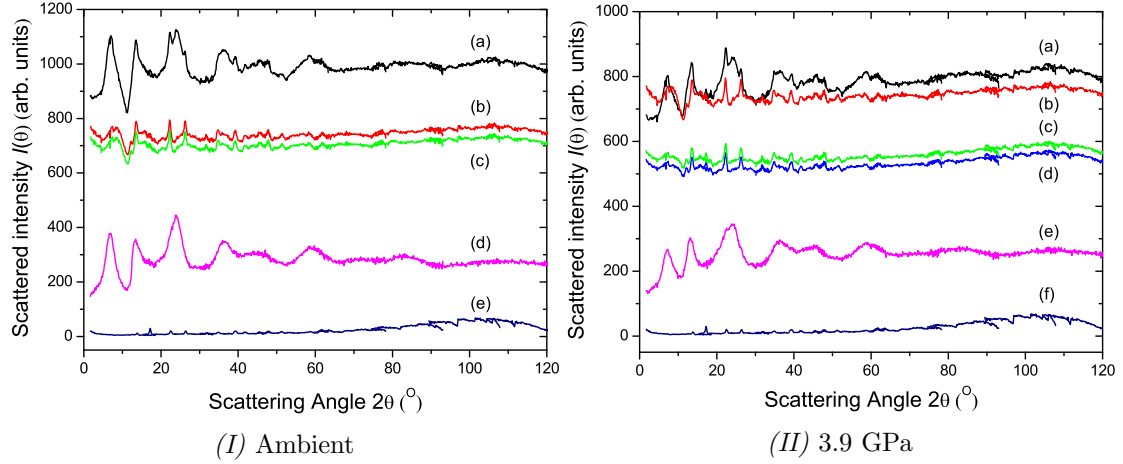 1200
1000
800
600
400
200
0
Scattered intensity I(θ) (arb. units)
(a)
(b)
(c)
(d)
(e)
0 20 40 60 80 100 120
Scattering Angle 2θ (O)
(I) Ambient
1000
800
600
400
200
0
Scattered intensity I(θ) (arb. units)
(a)
(b)
(c)
(d)
(e)
(f)
0 20 40 60 80 100 120
Scattering Angle 2θ (O)
(II) 3.9 GPa